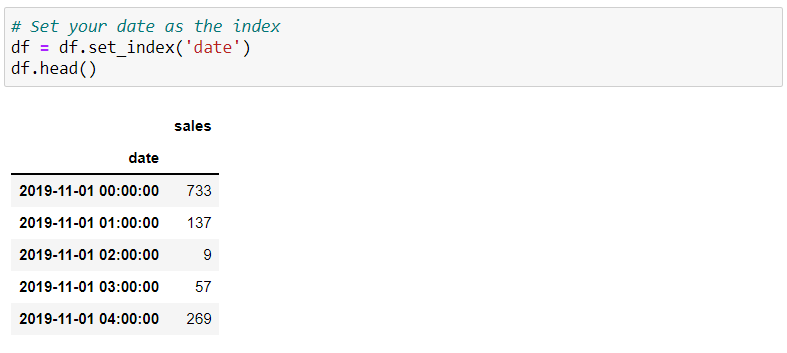 # Set your date as the index
df = df.set_index('date')
df.head()
sales
date
2019-11-01 00:00:00 733
2019-11-01 01:00:00 137
2019-11-01 02:00:00 9
2019-11-01 03:00:00 57
2019-11-01 04:00:00 269